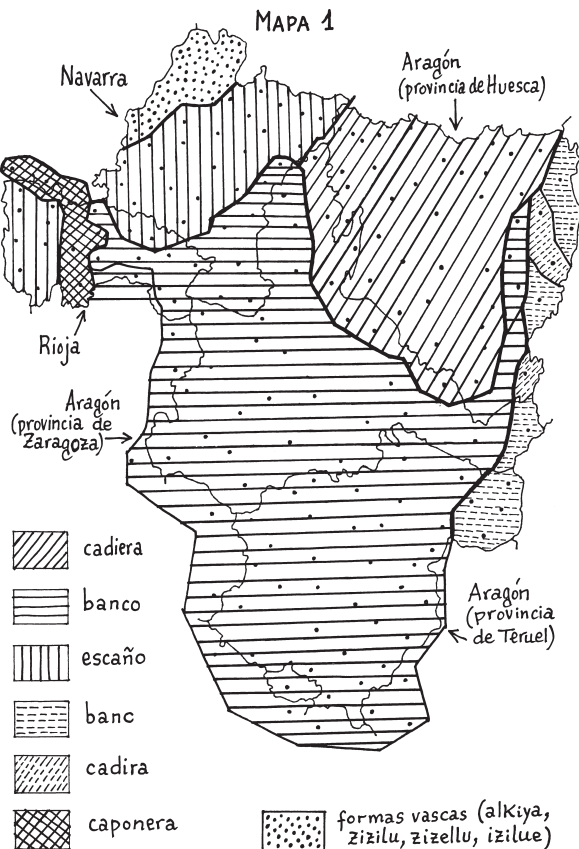 MAPA 1
Navarra
Aragón
(provincia de Huesca)
Rioja
Aragón
(provincia de
Zaragoza)
Aragón
(provincia
de Teruel)
cadiera
banco
escaño
banc
cadira
caponera
formas vascas (alKiya,
zizilu, zizellu, izilue)